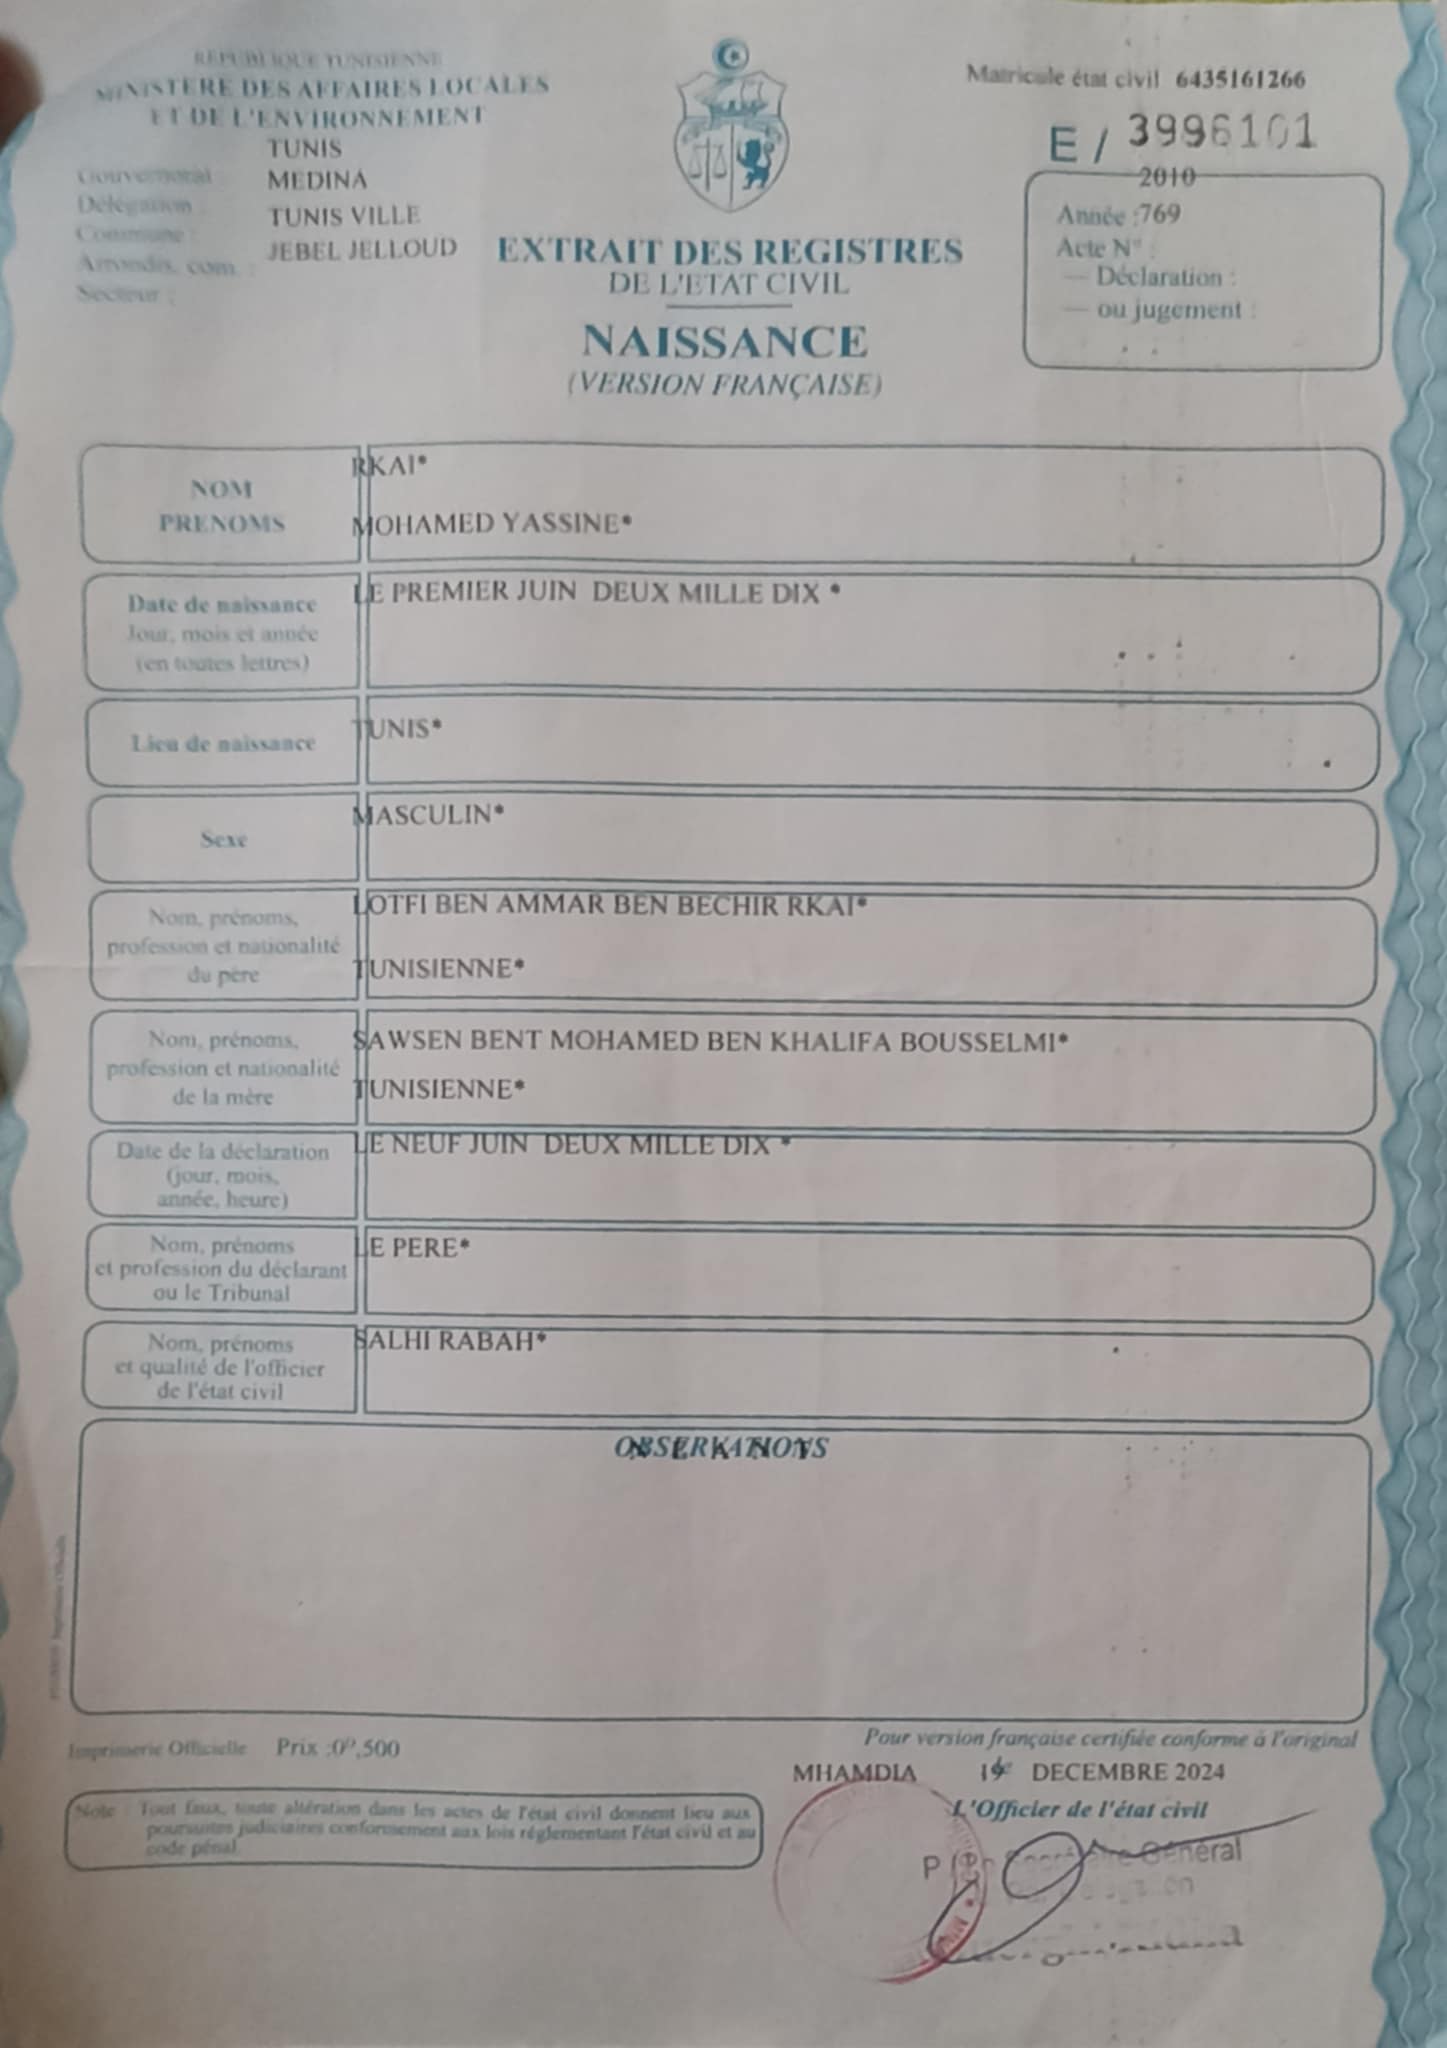 REPUBLIQUE TUNISIENNE
MINISTERE DES AFFAIRES LOCALES
ET DE L'ENVIRONNEMENT
Gouvernorat : TUNIS
Délégation : MEDINA
Commune : TUNIS VILLE
Arrondis. com. : JEBEL JELLOUD
Secteur :
Matricule état civil 6435161266
E / 3996101
2010
Année :769
Acte N° :
— Déclaration :
— ou jugement :
EXTRAIT DES REGISTRES
DE L'ETAT CIVIL
NAISSANCE
(VERSION FRANÇAISE)
NOM
PRENOMS
RKAI*
MOHAMED YASSINE*
Date de naissance
Jour, mois et année
(en toutes lettres)
LE PREMIER JUIN DEUX MILLE DIX *
Lieu de naissance
TUNIS*
Sexe
MASCULIN*
Nom, prénoms,
profession et nationalité
du père
LOTFI BEN AMMAR BEN BECHIR RKAI*
TUNISIENNE*
Nom, prénoms,
profession et nationalité
de la mère
SAWSEN BENT MOHAMED BEN KHALIFA BOUSSELMI*
TUNISIENNE*
Date de la déclaration
(jour, mois,
année, heure)
LE NEUF JUIN DEUX MILLE DIX *
Nom, prénoms
et profession du déclarant
ou le Tribunal
LE PERE*
Nom, prénoms
et qualité de l'officier
de l'état civil
SALHI RABAH*
OBSERVATIONS
NEANT
Imprimerie Officielle Prix :0ᴰ,500
Pour version française certifiée conforme à l'original
MHAMDIA DECEMBRE 2024
L'Officier de l'état civil
Général
Note : Tout faux, toute altération dans les actes de l'état civil donnent lieu aux
poursuites judiciaires conformement aux lois réglementant l'état civil et au
code pénal.